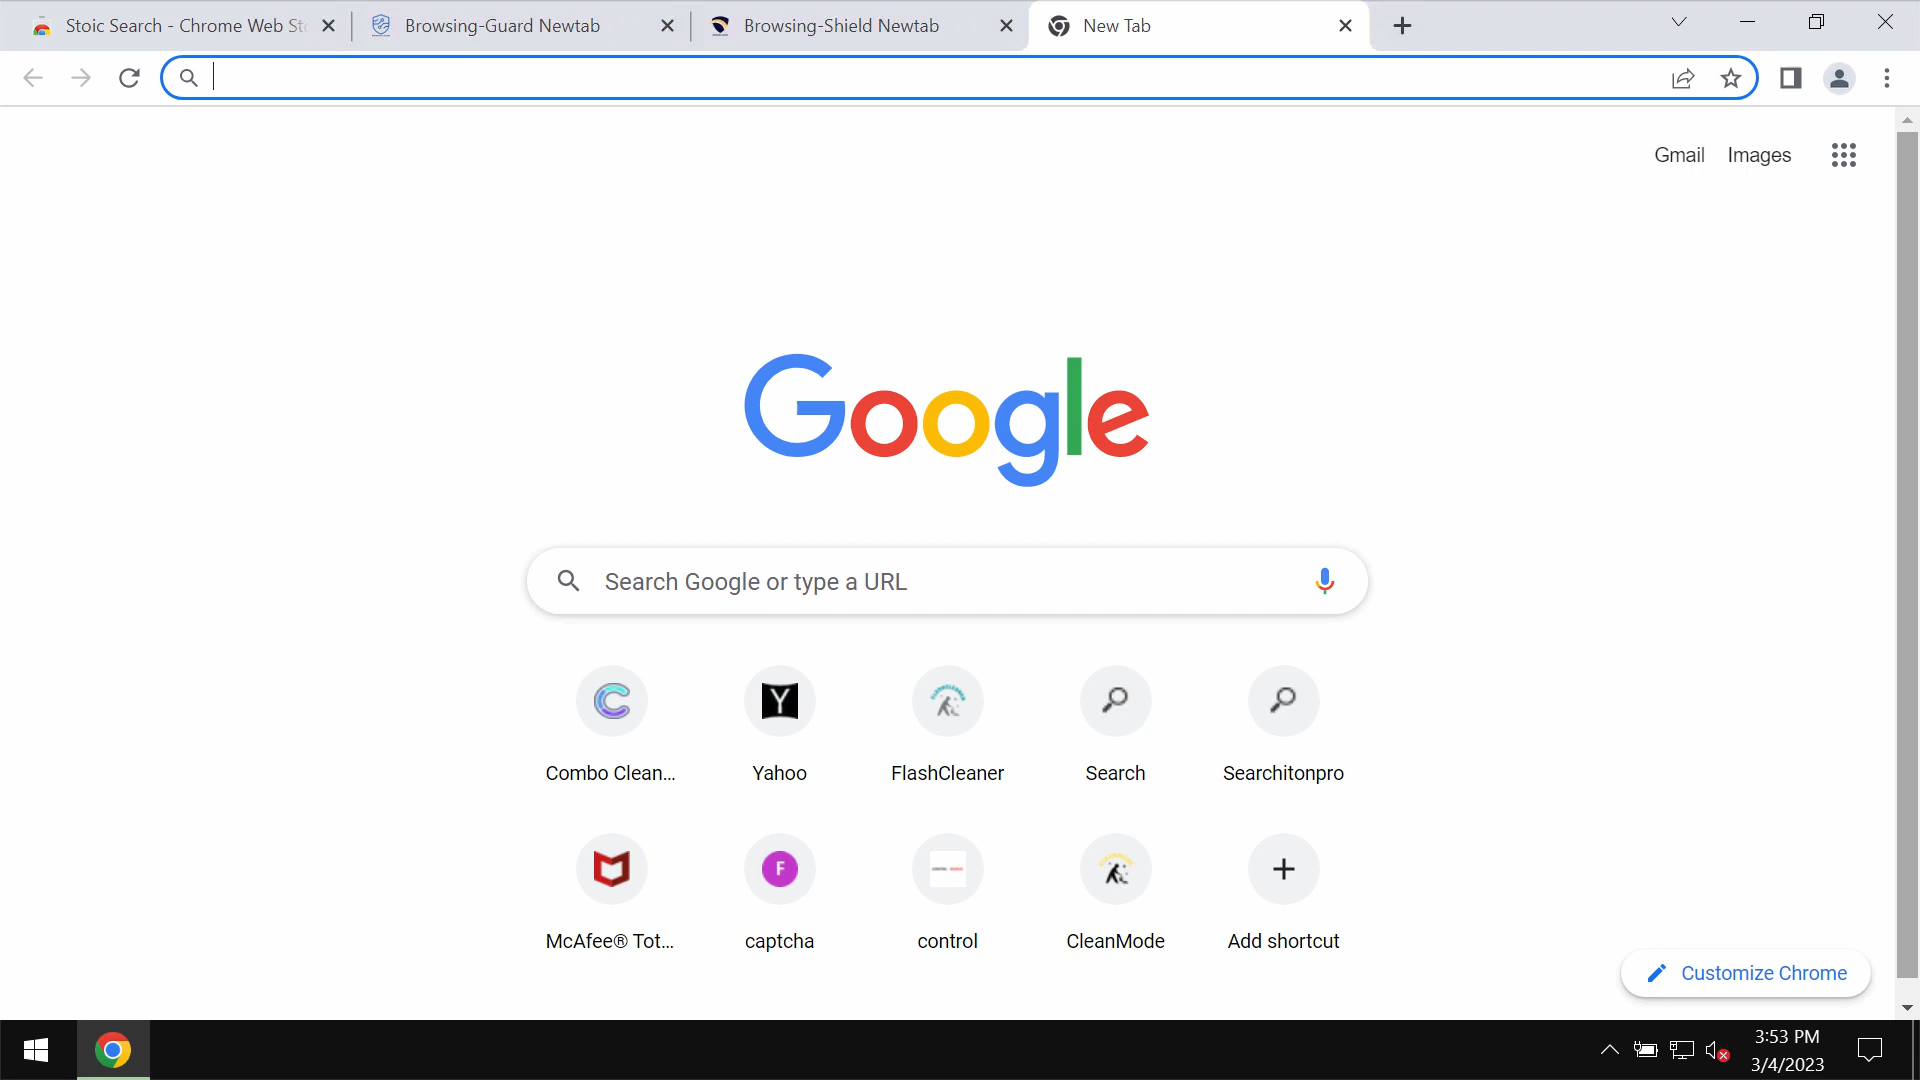 Stoic Search - Chrome Web Sto
Browsing-Guard Newtab
Browsing-Shield Newtab
New Tab
Gmail
Images
Google
Search Google or type a URL
Combo Clean...
Yahoo
FlashCleaner
Search
Searchitonpro
McAfee® Tot...
captcha
control
CleanMode
Add shortcut
Customize Chrome
3:53 PM
3/4/2023